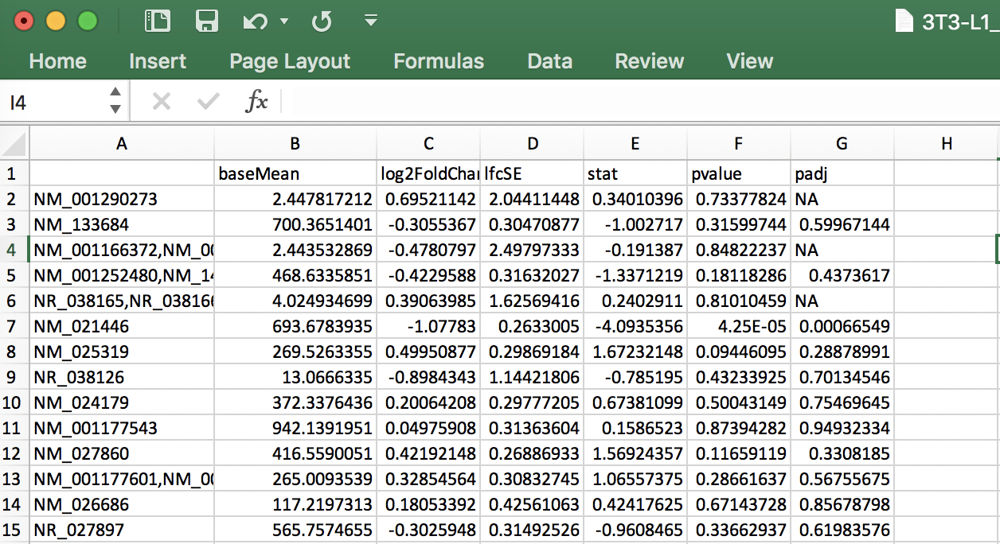 3T3-L1_
Home Insert Page Layout Formulas Data Review View
I4 fx
A B C D E F G H
1 baseMean log2FoldChar lfcSE stat pvalue padj
2 NM_001290273 2.447817212 0.69521142 2.04411448 0.34010396 0.73377824 NA
3 NM_133684 700.3651401 -0.3055367 0.30470877 -1.002717 0.31599744 0.59967144
4 NM_001166372,NM_00 2.443532869 -0.4780797 2.49797333 -0.191387 0.84822237 NA
5 NM_001252480,NM_14 468.6335851 -0.4229588 0.31632027 -1.3371219 0.18118286 0.4373617
6 NR_038165,NR_038166 4.024934699 0.39063985 1.62569416 0.2402911 0.81010459 NA
7 NM_021446 693.6783935 -1.07783 0.2633005 -4.0935356 4.25E-05 0.00066549
8 NM_025319 269.5263355 0.49950877 0.29869184 1.67232148 0.09446095 0.28878991
9 NR_038126 13.0666335 -0.8984343 1.14421806 -0.785195 0.43233925 0.70134546
10 NM_024179 372.3376436 0.20064208 0.29777205 0.67381099 0.50043149 0.75469645
11 NM_001177543 942.1391951 0.04975908 0.31363604 0.1586523 0.87394282 0.94932334
12 NM_027860 416.5590051 0.42192148 0.26886933 1.56924357 0.11659119 0.3308185
13 NM_001177601,NM_00 265.0093539 0.32854564 0.30832745 1.06557375 0.28661637 0.56755675
14 NM_026686 117.2197313 0.18053392 0.42561063 0.42417625 0.67143728 0.85678798
15 NR_027897 565.7574655 -0.3025948 0.31492526 -0.9608465 0.33662937 0.61983576